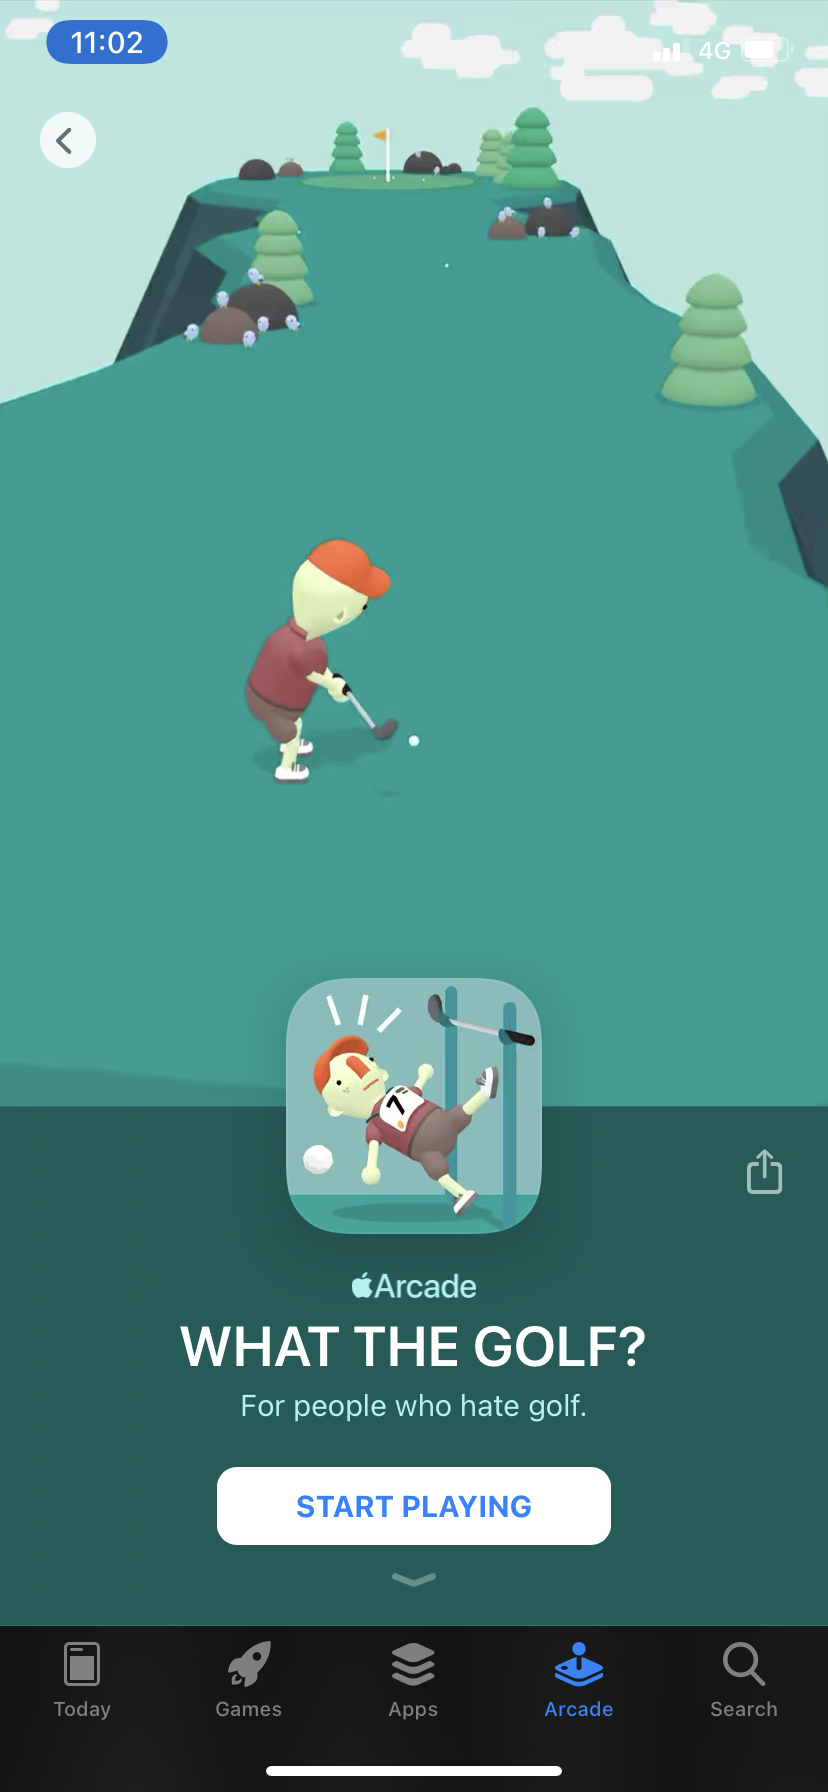 11:02
4G
7
Arcade
WHAT THE GOLF?
For people who hate golf.
START PLAYING
Today
Games
Apps
Arcade
Search